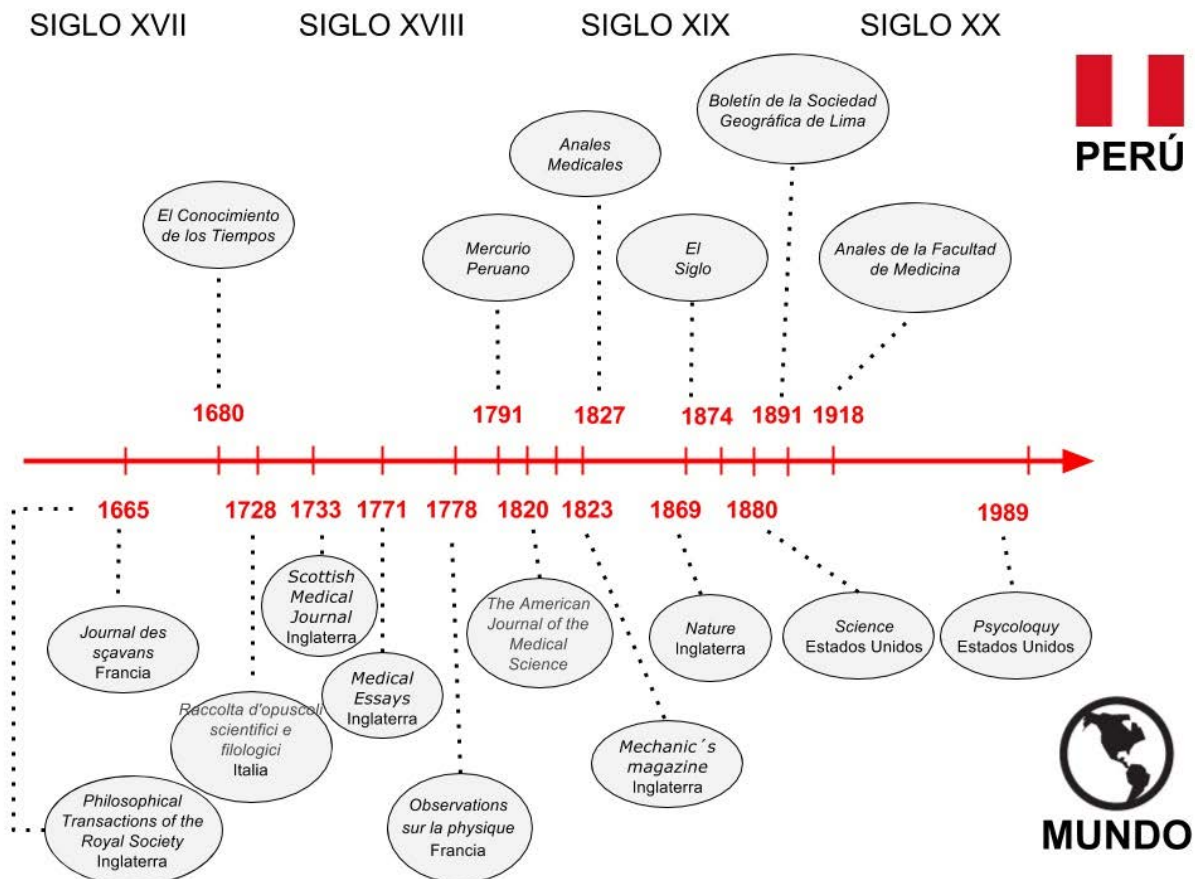 SIGLO XVII
SIGLO XVIII
SIGLO XIX
SIGLO XX
PERÚ
El Conocimiento
de los Tiempos
Mercurio
Peruano
Anales
Medicales
El
Siglo
Boletín de la Sociedad
Geográfica de Lima
Anales de la Facultad
de Medicina
1680
1791
1827
1874
1891
1918
1665
1728
1733
1771
1778
1820
1823
1869
1880
1989
Journal des
sçavans
Francia
Philosophical
Transactions of the
Royal Society
Inglaterra
Raccolta d'opuscoli
scientifici e
filologici
Italia
Scottish
Medical
Journal
Inglaterra
Medical
Essays
Inglaterra
Observations
sur la physique
Francia
The American
Journal of the
Medical
Science
Mechanic´s
magazine
Inglaterra
Nature
Inglaterra
Science
Estados Unidos
Psycoloquy
Estados Unidos
MUNDO